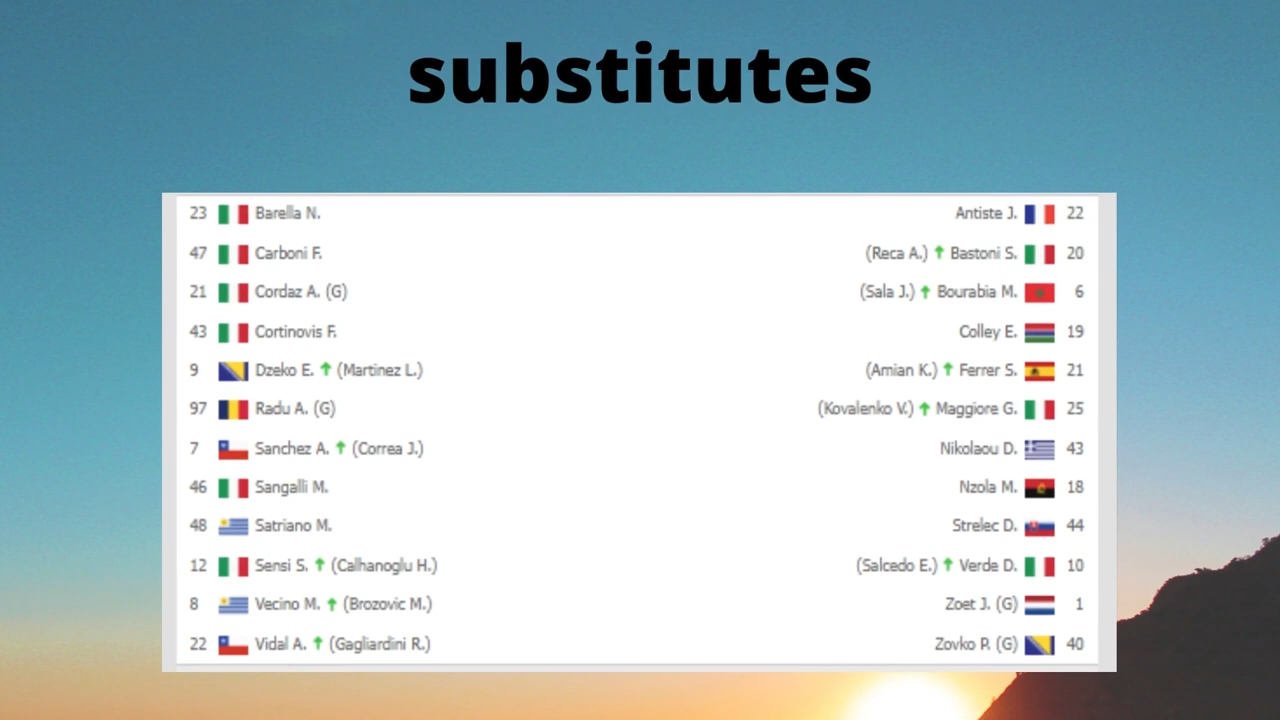 substitutes
23 Barella N. Antiste J. 22
47 Carboni F. (Reca A.) ↑ Bastoni S. 20
21 Cordaz A. (G) (Sala J.) ↑ Bourabia M. 6
43 Cortinovis F. Colley E. 19
9 Dzeko E. ↑ (Martinez L.) (Amian K.) ↑ Ferrer S. 21
97 Radu A. (G) (Kovalenko V.) ↑ Maggiore G. 25
7 Sanchez A. ↑ (Correa J.) Nikolaou D. 43
46 Sangalli M. Nzola M. 18
48 Satriano M. Strelec D. 44
12 Sensi S. ↑ (Calhanoglu H.) (Salcedo E.) ↑ Verde D. 10
8 Vecino M. ↑ (Brozovic M.) Zoet J. (G) 1
22 Vidal A. ↑ (Gagliardini R.) Zovko P. (G) 40